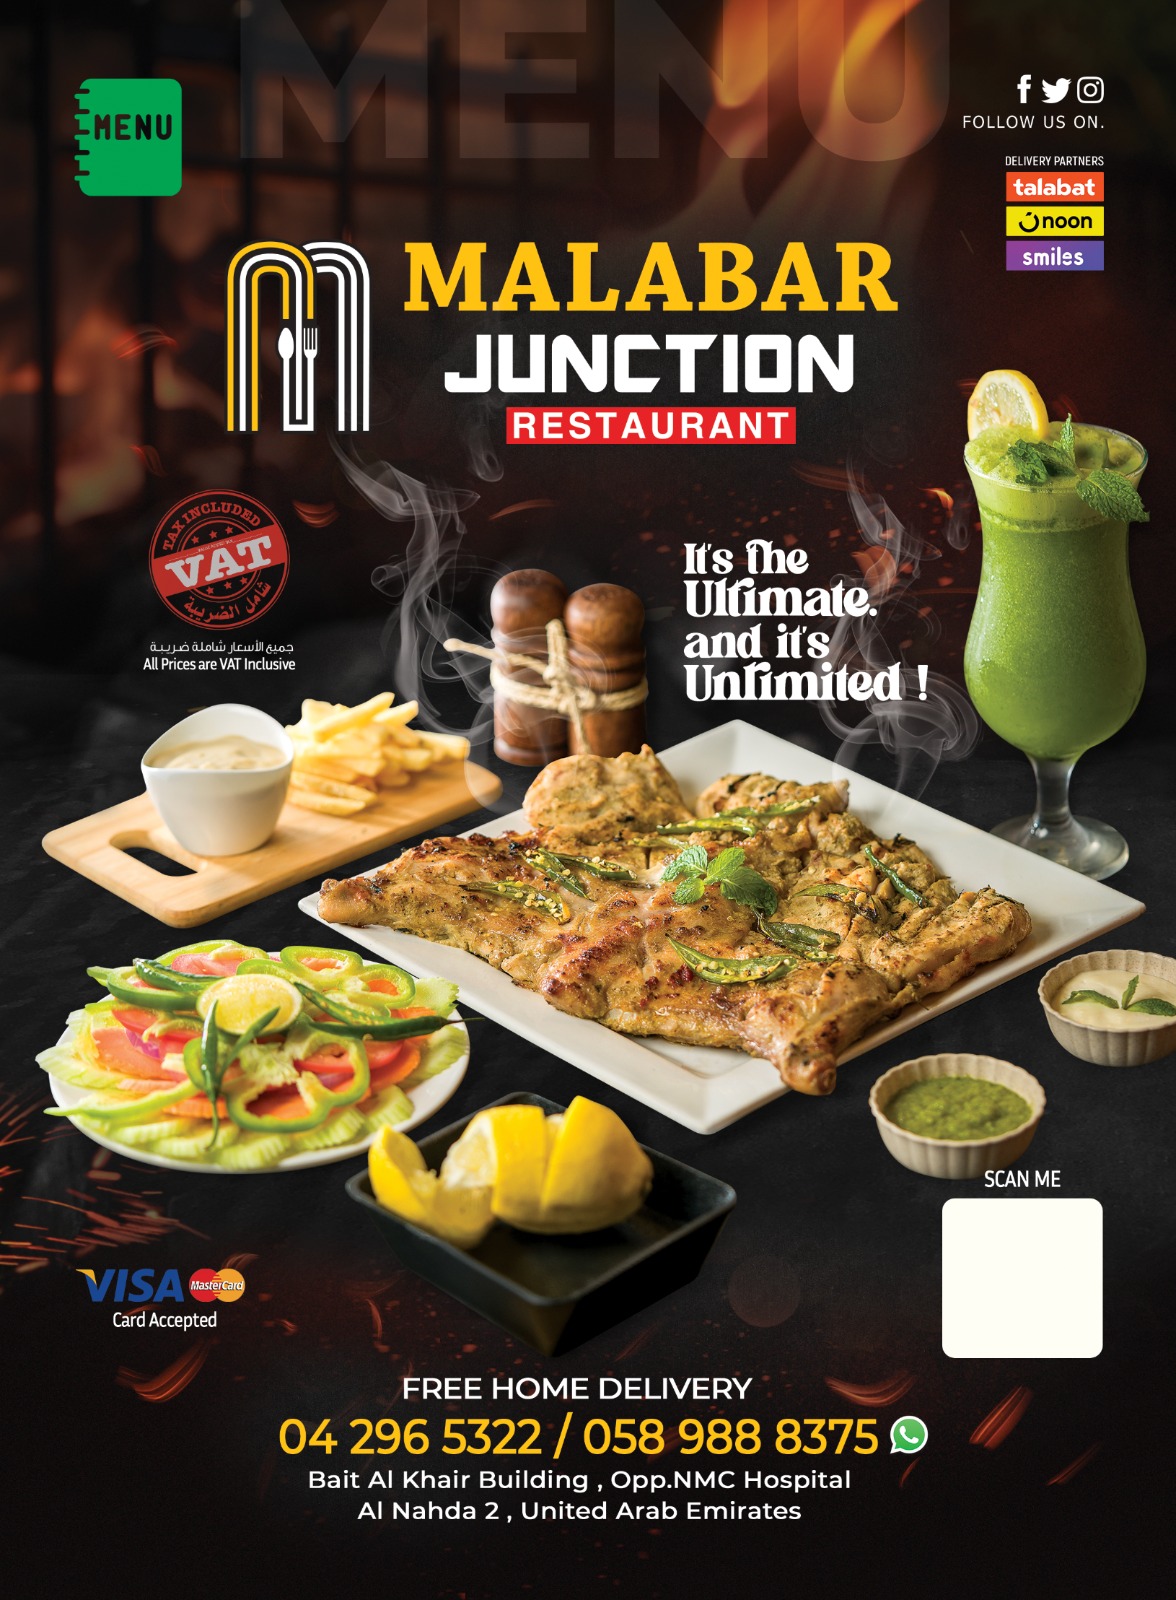 MENU
MENU
FOLLOW US ON.
DELIVERY PARTNERS
talabat
noon
smiles
MALABAR
JUNCTION
RESTAURANT
TAX INCLUDED
VAT
شامل الضريبة
جميع الأسعار شاملة ضريبة
All Prices are VAT Inclusive
It's the
Ultimate.
and it's
Unlimited !
SCAN ME
VISA
MasterCard
Card Accepted
FREE HOME DELIVERY
04 296 5322 / 058 988 8375
Bait Al Khair Building , Opp.NMC Hospital
Al Nahda 2 , United Arab Emirates